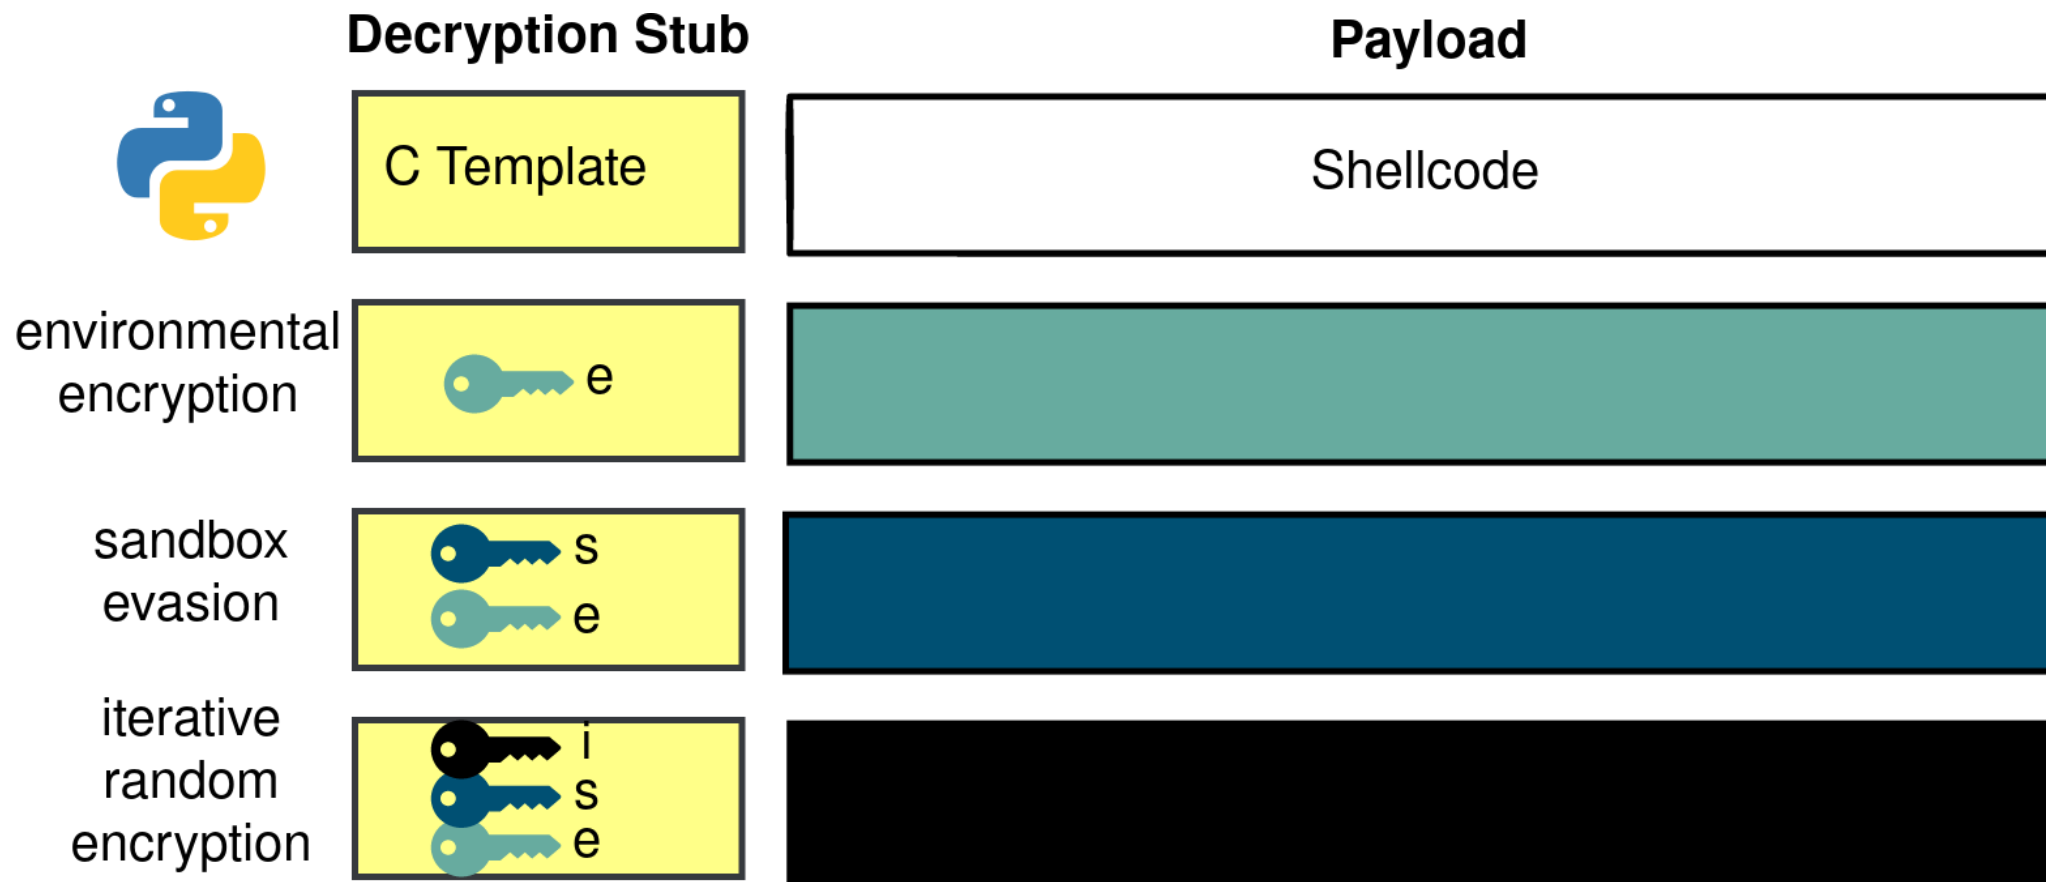 Decryption Stub
Payload
C Template
Shellcode
environmental
encryption
e
sandbox
evasion
s
e
iterative
random
encryption
i
s
e